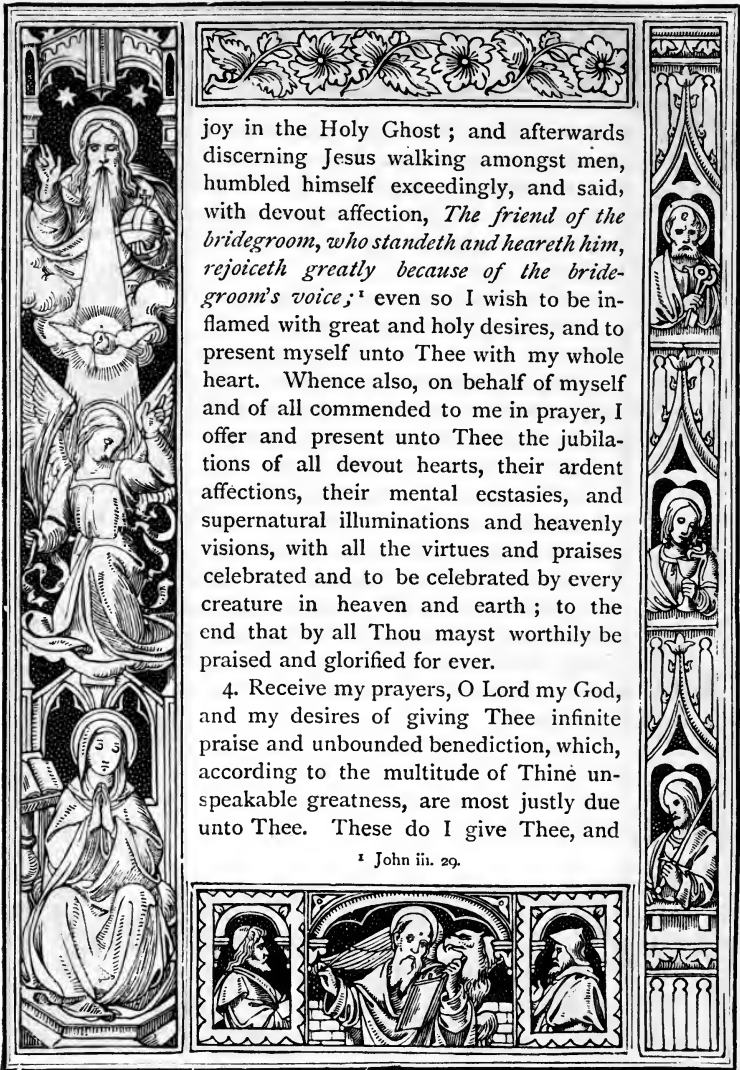 joy in the Holy Ghost ; and afterwards
discerning Jesus walking amongst men,
humbled himself exceedingly, and said,
with devout affection, The friend of the
bridegroom, who standeth and heareth him,
rejoiceth greatly because of the bride-
groom's voice;¹ even so I wish to be in-
flamed with great and holy desires, and to
present myself unto Thee with my whole
heart. Whence also, on behalf of myself
and of all commended to me in prayer, I
offer and present unto Thee the jubila-
tions of all devout hearts, their ardent
affections, their mental ecstasies, and
supernatural illuminations and heavenly
visions, with all the virtues and praises
celebrated and to be celebrated by every
creature in heaven and earth ; to the
end that by all Thou mayst worthily be
praised and glorified for ever.
4. Receive my prayers, O Lord my God,
and my desires of giving Thee infinite
praise and unbounded benediction, which,
according to the multitude of Thine un-
speakable greatness, are most justly due
unto Thee. These do I give Thee, and
¹ John iii. 29.